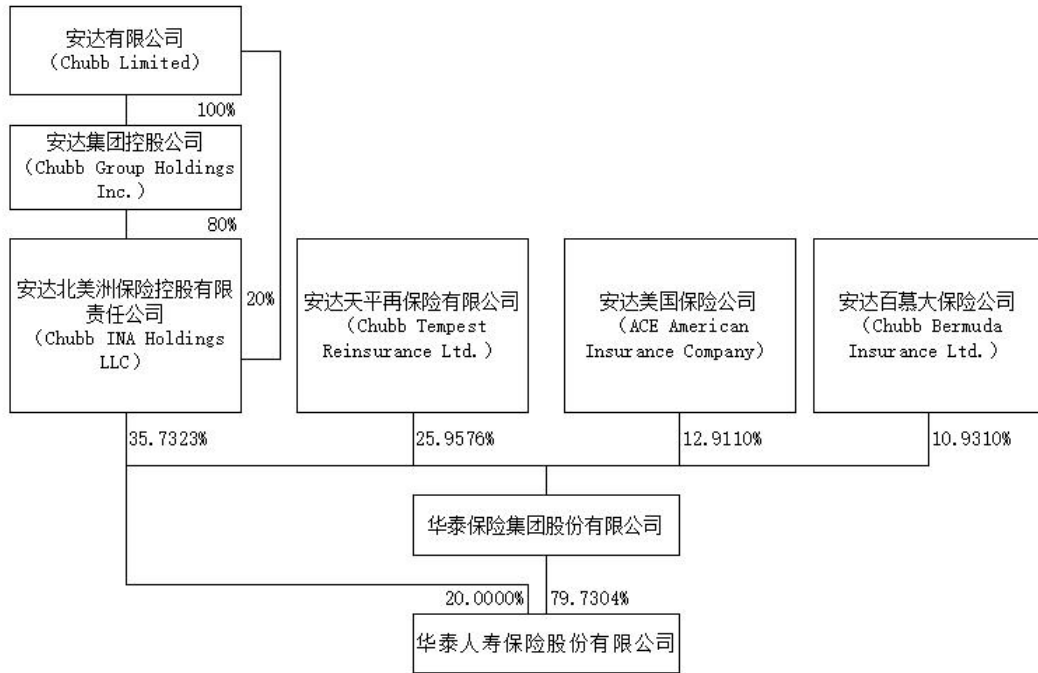 安达有限公司
（Chubb Limited）
100%
安达集团控股公司
（Chubb Group Holdings
Inc.）
80%
安达北美洲保险控股有限
责任公司
（Chubb INA Holdings
LLC）
20%
安达天平再保险有限公司
（Chubb Tempest
Reinsurance Ltd.）
安达美国保险公司
（ACE American
Insurance Company）
安达百慕大保险公司
（Chubb Bermuda
Insurance Ltd.）
35.7323%
25.9576%
12.9110%
10.9310%
华泰保险集团股份有限公司
20.0000%
79.7304%
华泰人寿保险股份有限公司